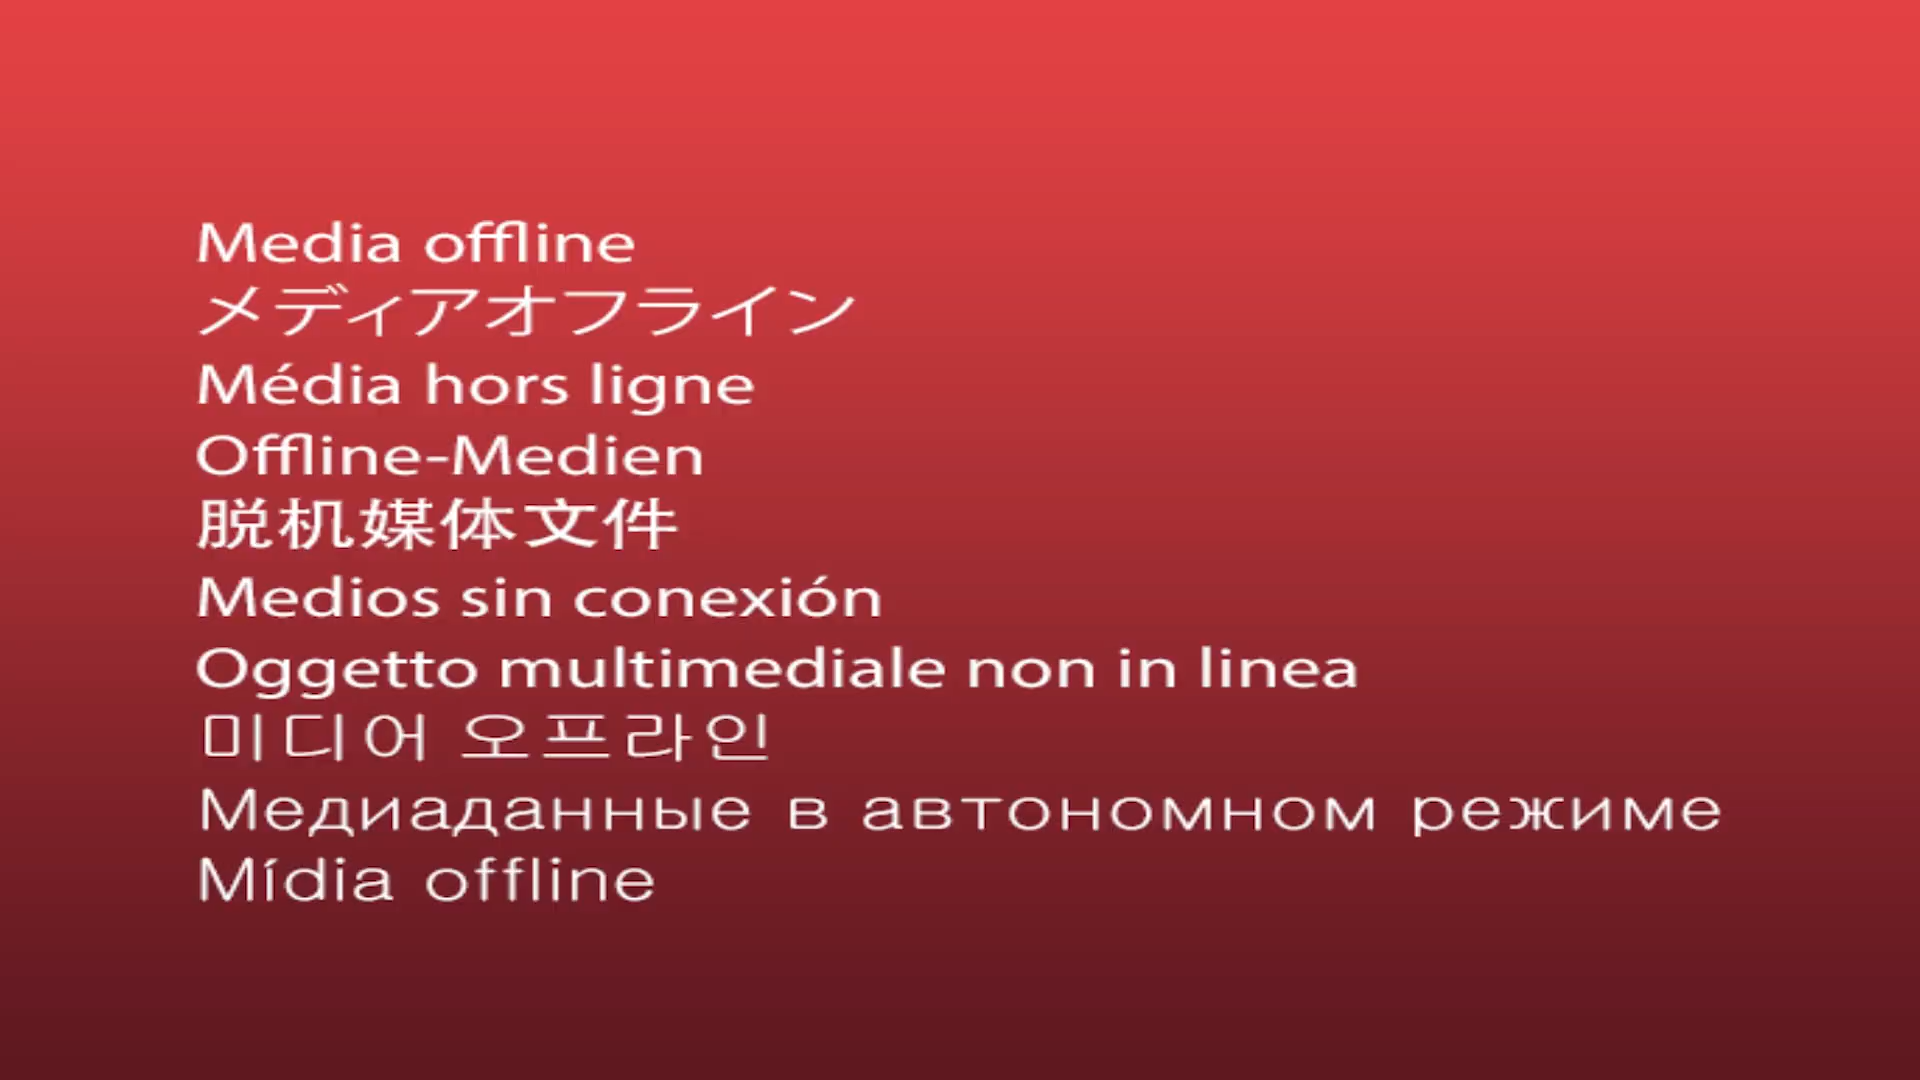 Media offline
メディアオフライン
Média hors ligne
Offline-Medien
脱机媒体文件
Medios sin conexión
Oggetto multimediale non in linea
미디어 오프라인
Медиаданные в автономном режиме
Mídia offline